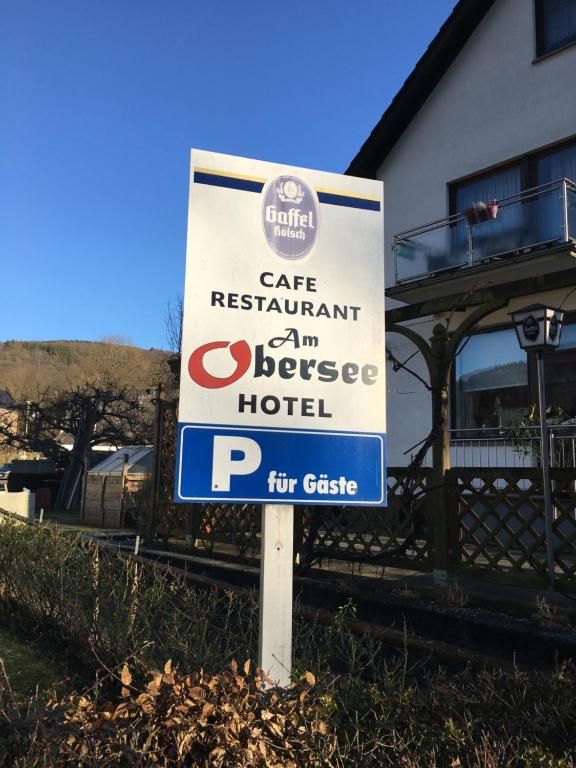 Gaffel
Kölsch
CAFE
RESTAURANT
Am
Obersee
HOTEL
P für Gäste